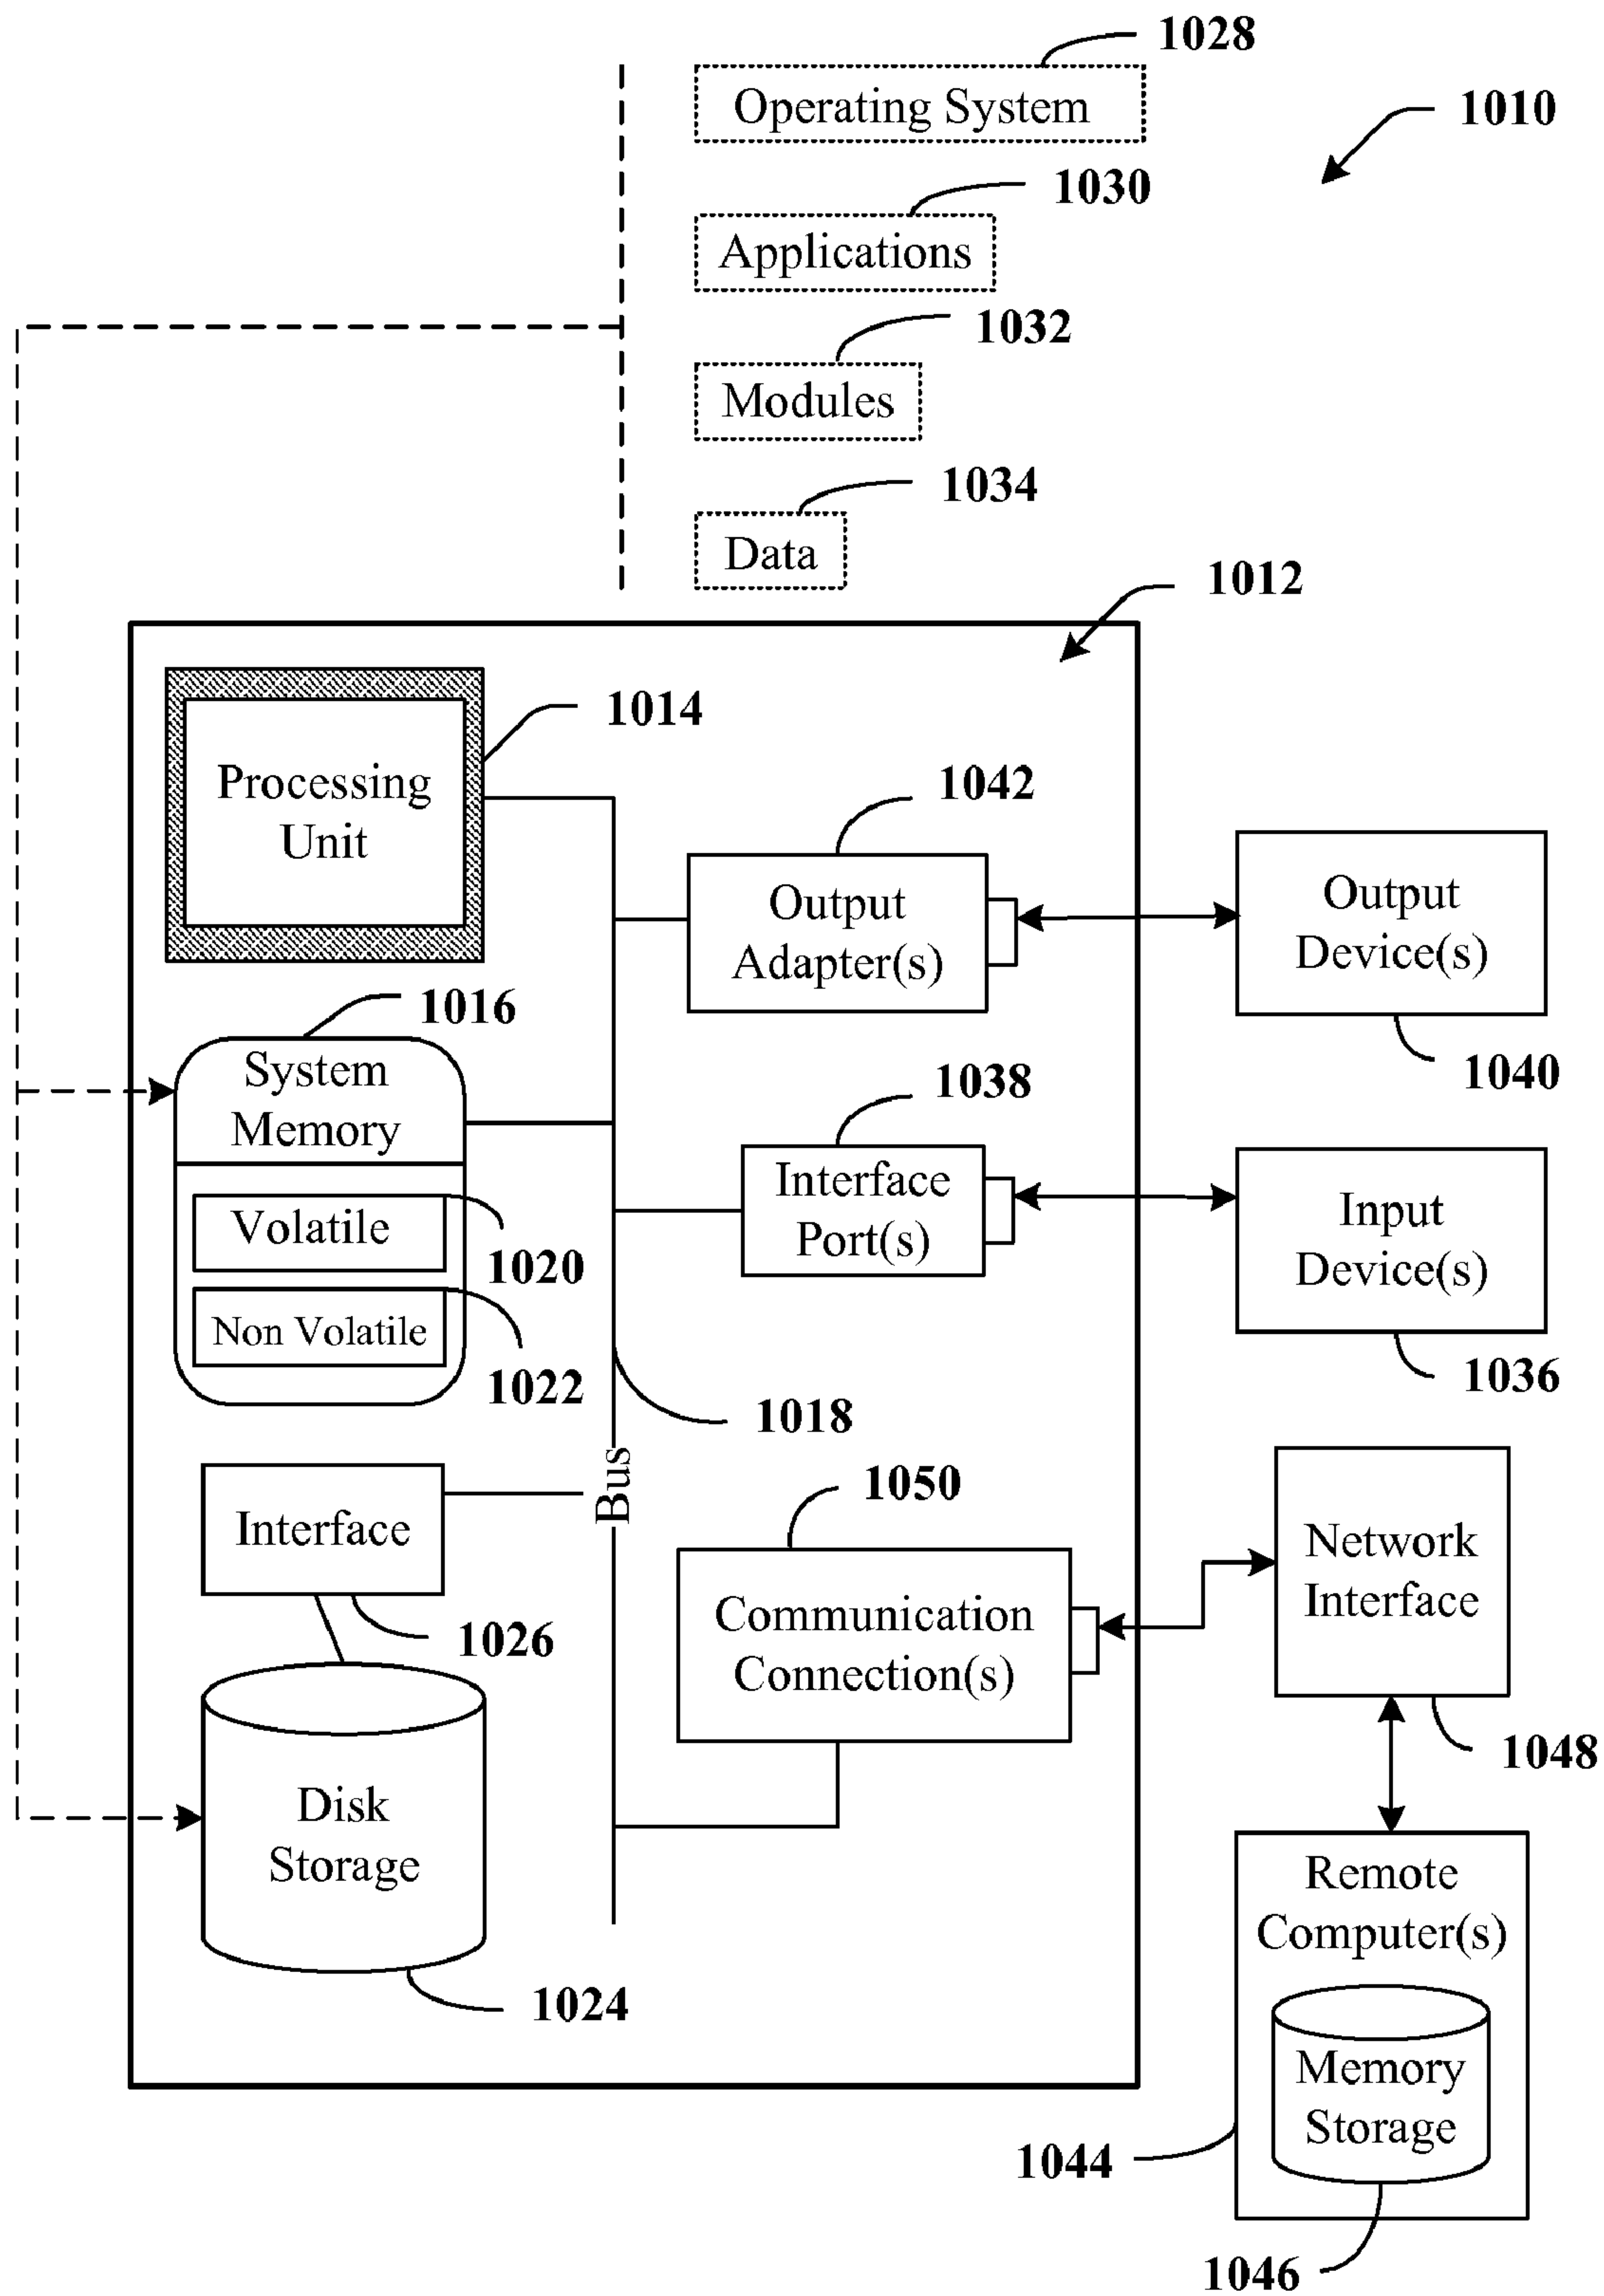 1028
Operating System
1010
1030
Applications
1032
Modules
1034
Data
1012
1014
Processing
Unit
1042
Output
Adapter(s)
Output
Device(s)
1040
1016
System
Memory
1038
Interface
Port(s)
Input
Device(s)
1036
Volatile
1020
Non Volatile
1022
1018
Bus
1050
Interface
1026
Communication
Connection(s)
Network
Interface
1048
Disk
Storage
1024
Remote
Computer(s)
Memory
Storage
1044
1046